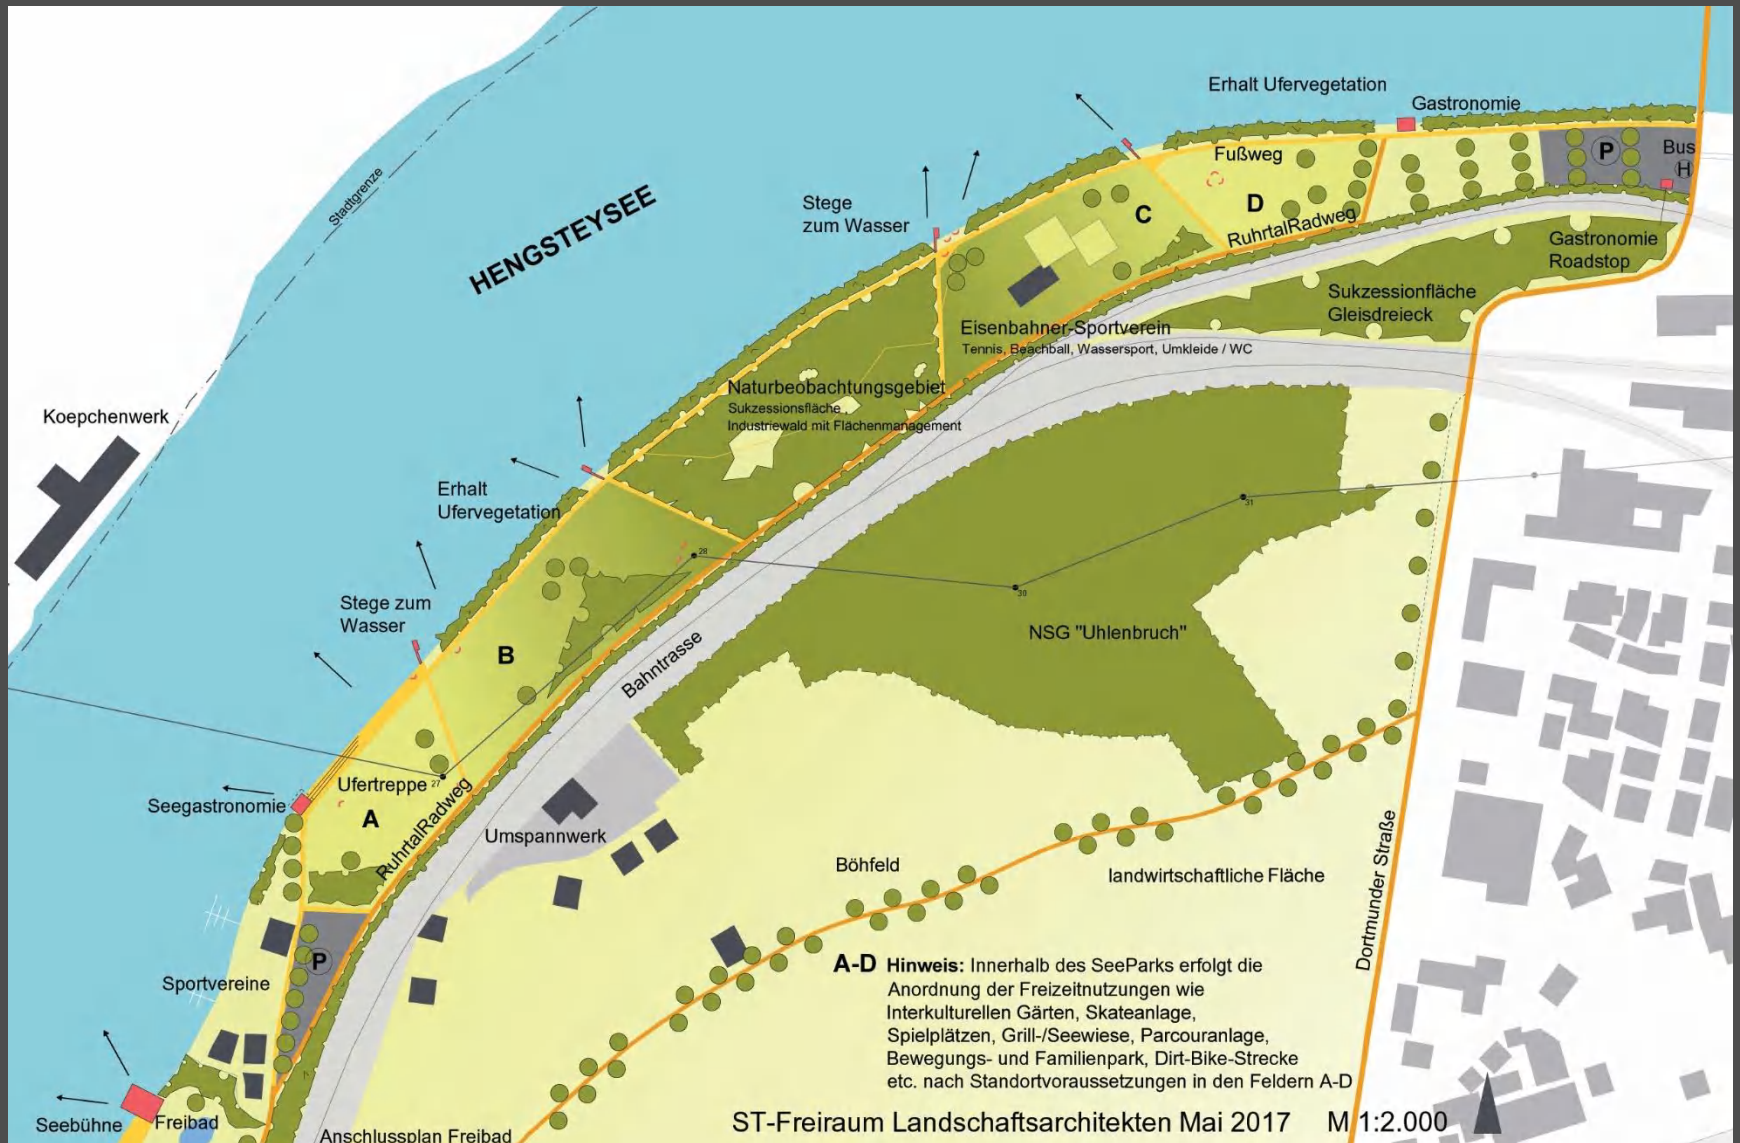 Erhalt Ufervegetation
Gastronomie
Stadtgrenze
HENGSTEYSEE
Fußweg
P
Bus
H
Stege
zum Wasser
C
D
RuhrtalRadweg
Gastronomie
Roadstop
Sukzessionfläche
Gleisdreieck
Eisenbahner-Sportverein
Tennis, Beachball, Wassersport, Umkleide / WC
Naturbeobachtungsgebiet
Sukzessionsfläche,
Industriewald mit Flächenmanagement
Koepchenwerk
Erhalt
Ufervegetation
31
28
30
Stege zum
Wasser
B
NSG "Uhlenbruch"
Bahntrasse
Ufertreppe
27
Seegastronomie
A
RuhrtalRadweg
Umspannwerk
Böhfeld
landwirtschaftliche Fläche
Dortmunder Straße
P
Sportvereine
A-D Hinweis: Innerhalb des SeeParks erfolgt die
Anordnung der Freizeitnutzungen wie
Interkulturellen Gärten, Skateanlage,
Spielplätzen, Grill-/Seewiese, Parcouranlage,
Bewegungs- und Familienpark, Dirt-Bike-Strecke
etc. nach Standortvoraussetzungen in den Feldern A-D
Seebühne
Freibad
Anschlussplan Freibad
ST-Freiraum Landschaftsarchitekten Mai 2017 M 1:2.000